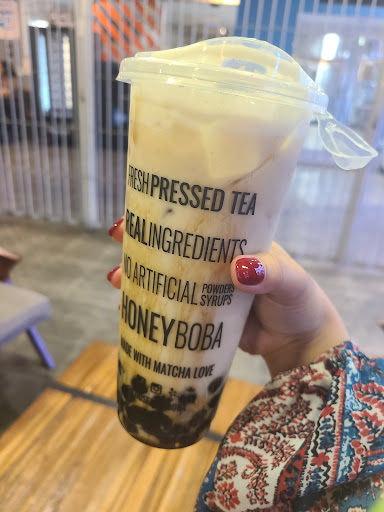 FRESH PRESSED TEA
REAL INGREDIENTS
NO ARTIFICIAL POWDERS SYRUPS
HONEY BOBA
MADE WITH MATCHA LOVE